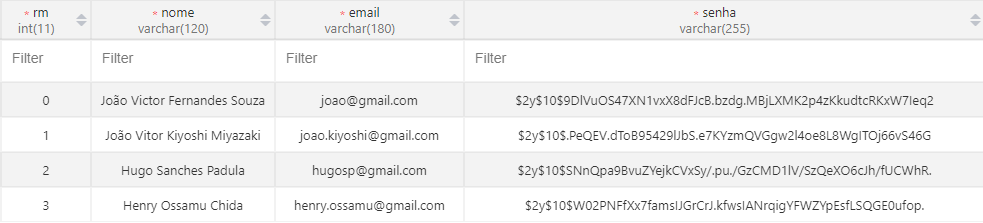 * rm * nome * email * senha
int(11) varchar(120) varchar(180) varchar(255)
Filter Filter Filter Filter
0 João Victor Fernandes Souza joao@gmail.com $2y$10$9DlVuOS47XN1vxX8dFJcB.bzdg.MBjLXMK2p4zKkudtcRKxW7Ieq2
1 João Vitor Kiyoshi Miyazaki joao.kiyoshi@gmail.com $2y$10$.PeQEV.dToB95429lJbS.e7KYzmQVGgw2l4oe8L8WgITOj66vS46G
2 Hugo Sanches Padula hugosp@gmail.com $2y$10$SNnQpa9BvuZYejkCVxSy/.pu./GzCMD1lV/SzQeXO6cJh/fUCWhR.
3 Henry Ossamu Chida henry.ossamu@gmail.com $2y$10$W02PNFfXx7famsIJGrCrJ.kfwsIANrqigYFWZYpEsfLSQGE0ufop.